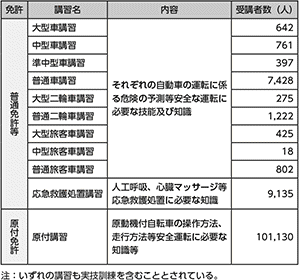 免許 講習名 内容 受講者数（人）
普通免許等
大型車講習 642
中型車講習 761
準中型車講習 397
普通車講習 7,428
大型二輪車講習 275
普通二輪車講習 1,222
大型旅客車講習 425
中型旅客車講習 18
普通旅客車講習 802
それぞれの自動車の運転に係
る危険の予測等安全な運転に
必要な技能及び知識
応急救護処置講習 人工呼吸、心臓マッサージ等 9,135
応急救護処置に必要な知識
原付免許
原付講習 原動機付自転車の操作方法、 101,130
走行方法等安全運転に必要な
知識等
注：いずれの講習も実技訓練を含むこととされている。